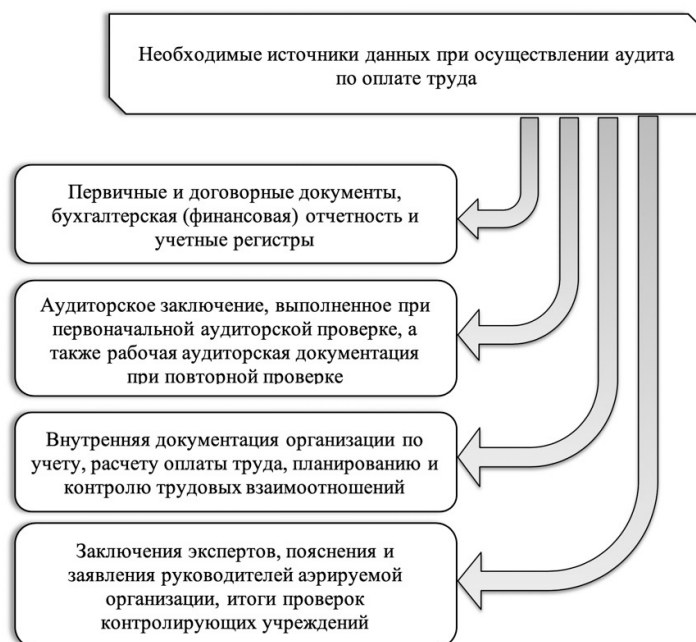 Необходимые источники данных при осуществлении аудита
по оплате труда
Первичные и договорные документы,
бухгалтерская (финансовая) отчетность и
учетные регистры
Аудиторское заключение, выполненное при
первоначальной аудиторской проверке, а
также рабочая аудиторская документация
при повторной проверке
Внутренняя документация организации по
учету, расчету оплаты труда, планированию и
контролю трудовых взаимоотношений
Заключения экспертов, пояснения и
заявления руководителей аэрируемой
организации, итоги проверок
контролирующих учреждений